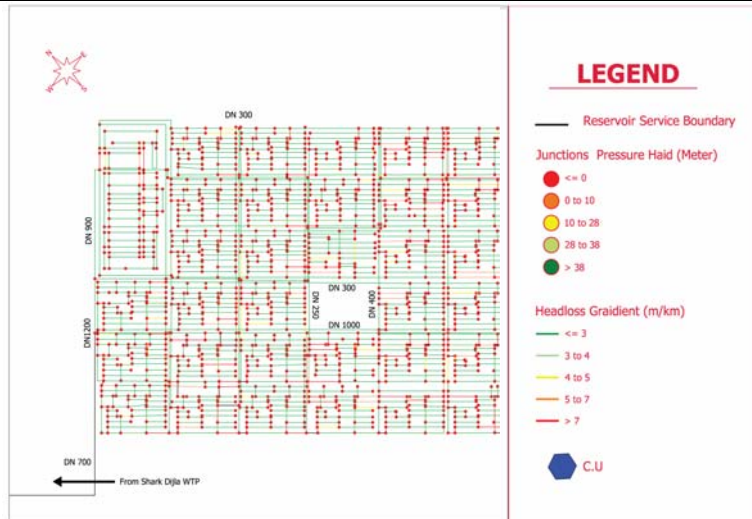 N
E
W
S
DN 300
DN 900
DN 300
DN 250
DN 400
DN 1000
DN1200
DN 700
From Shark Dijla WTP
LEGEND
Reservoir Service Boundary
Junctions Pressure Haid (Meter)
<= 0
0 to 10
10 to 28
28 to 38
> 38
Headloss Graidient (m/km)
<= 3
3 to 4
4 to 5
5 to 7
> 7
C.U